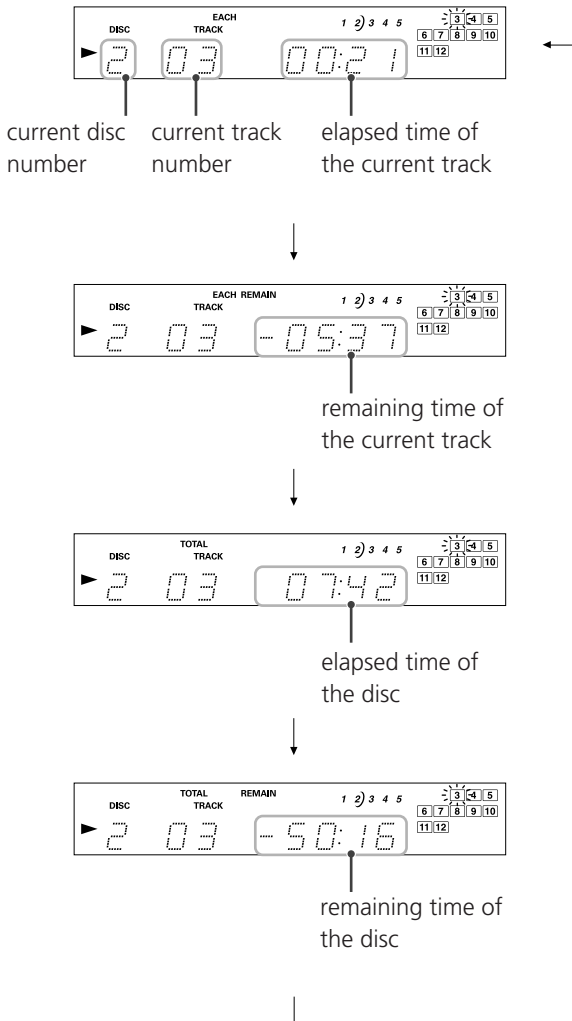 EACH
DISC TRACK 1 2) 3 4 5 3 4 5
6 7 8 9 10
2 03 00:21 11 12
current disc number
current track number
elapsed time of
the current track
EACH REMAIN
DISC TRACK 1 2) 3 4 5 3 4 5
6 7 8 9 10
2 03 -05:37 11 12
remaining time of
the current track
TOTAL
DISC TRACK 1 2) 3 4 5 3 4 5
6 7 8 9 10
2 03 07:42 11 12
elapsed time of
the disc
TOTAL REMAIN
DISC TRACK 1 2) 3 4 5 3 4 5
6 7 8 9 10
2 03 -50:16 11 12
remaining time of
the disc